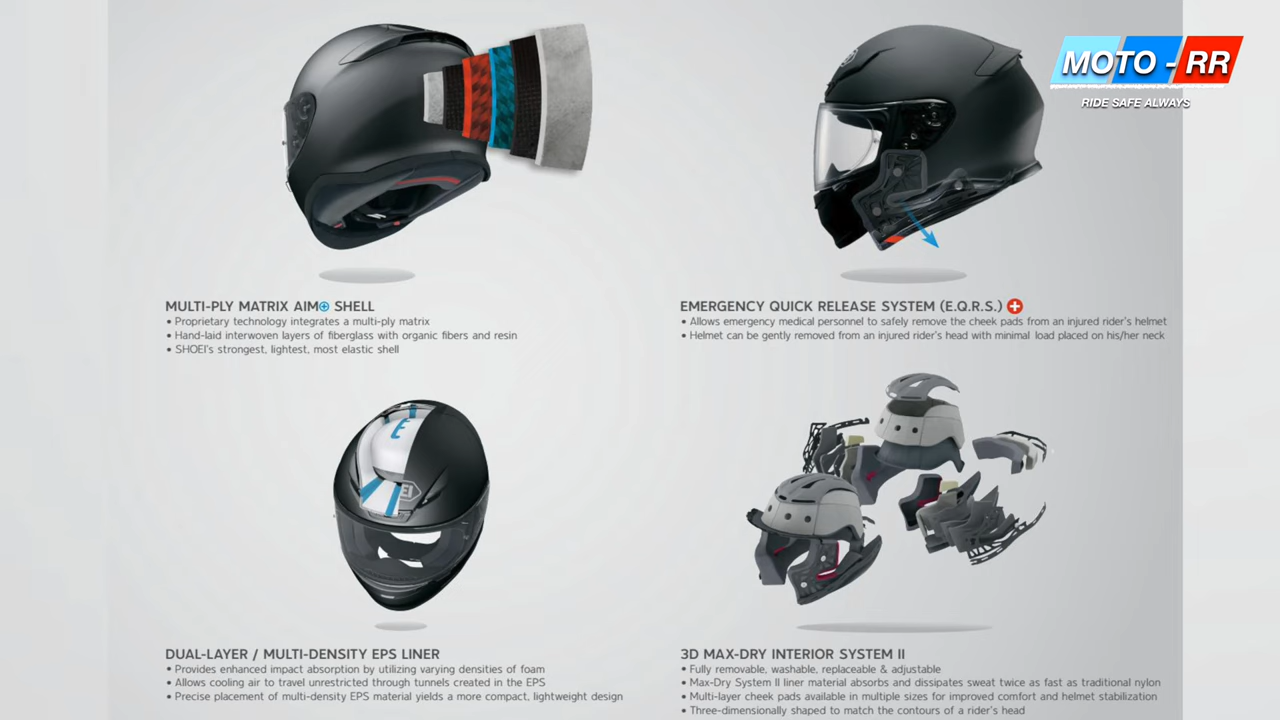 MOTO - RR
RIDE SAFE ALWAYS
MULTI-PLY MATRIX AIM+ SHELL
• Proprietary technology integrates a multi-ply matrix
• Hand-laid interwoven layers of fiberglass with organic fibers and resin
• SHOEI's strongest, lightest, most elastic shell
EMERGENCY QUICK RELEASE SYSTEM (E.Q.R.S.)
• Allows emergency medical personnel to safely remove the cheek pads from an injured rider's helmet
• Helmet can be gently removed from an injured rider's head with minimal load placed on his/her neck
EI
DUAL-LAYER / MULTI-DENSITY EPS LINER
• Provides enhanced impact absorption by utilizing varying densities of foam
• Allows cooling air to travel unrestricted through tunnels created in the EPS
• Precise placement of multi-density EPS material yields a more compact, lightweight design
3D MAX-DRY INTERIOR SYSTEM II
• Fully removable, washable, replaceable & adjustable
• Max-Dry System II liner material absorbs and dissipates sweat twice as fast as traditional nylon
• Multi-layer cheek pads available in multiple sizes for improved comfort and helmet stabilization
• Three-dimensionally shaped to match the contours of a rider's head